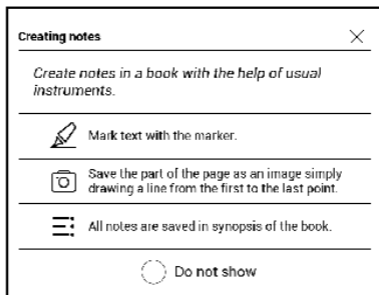 Creating notes
Create notes in a book with the help of usual
instruments.
Mark text with the marker.
Save the part of the page as an image simply
drawing a line from the first to the last point.
All notes are saved in synopsis of the book.
Do not show